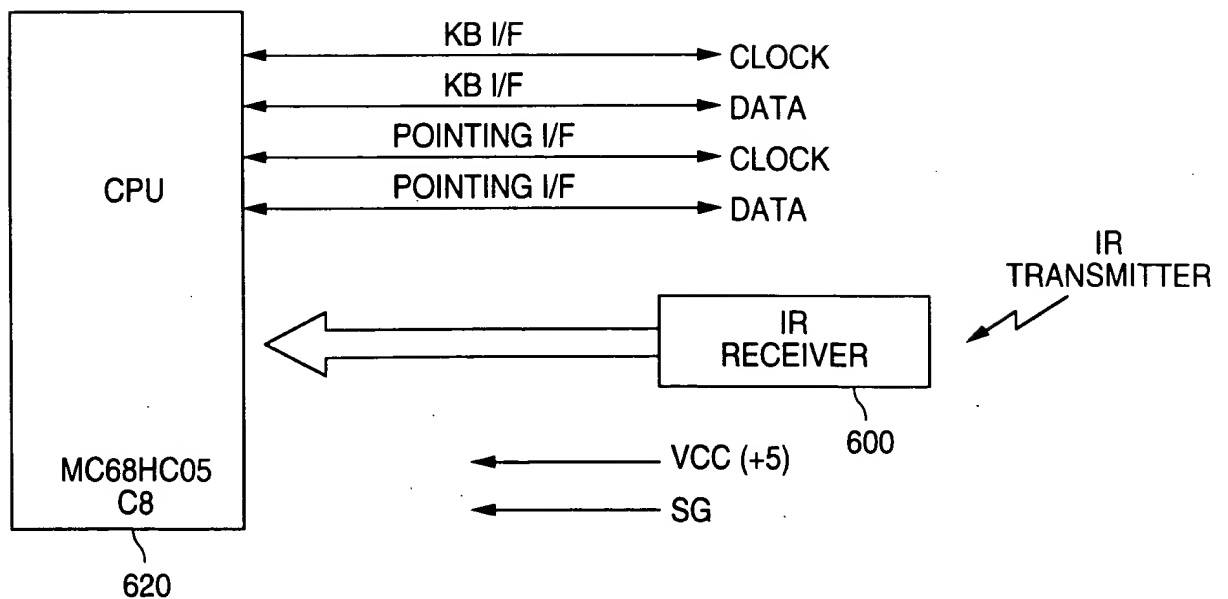 KB I/F
CLOCK
KB I/F
DATA
POINTING I/F
CLOCK
POINTING I/F
DATA
CPU
IR
TRANSMITTER
IR
RECEIVER
600
VCC (+5)
SG
MC68HC05
C8
620